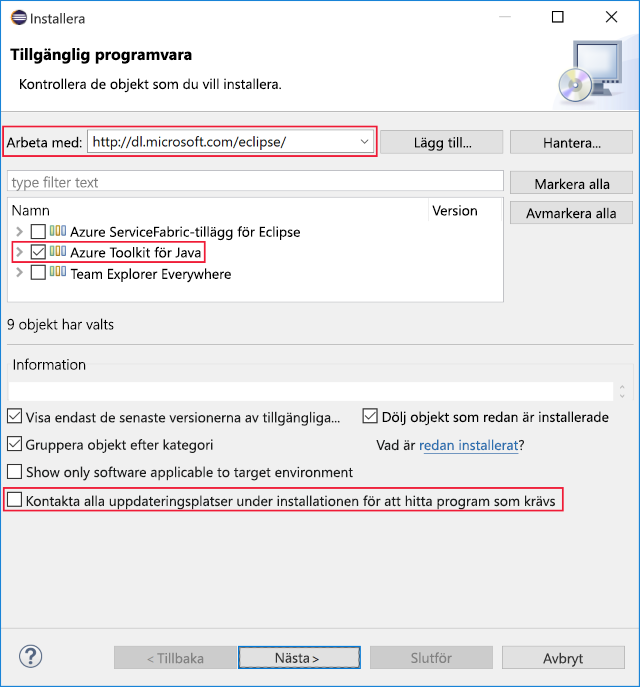 Installera
Tillgänglig programvara
Kontrollera de objekt som du vill installera.
Arbeta med: http://dl.microsoft.com/eclipse/ Lägg till... Hantera...
type filter text Markera alla
Namn Version Avmarkera alla
Azure ServiceFabric-tillägg för Eclipse
Azure Toolkit för Java
Team Explorer Everywhere
9 objekt har valts
Information
Visa endast de senaste versionerna av tillgängliga... Dölj objekt som redan är installerade
Gruppera objekt efter kategori Vad är redan installerat?
Show only software applicable to target environment
Kontakta alla uppdateringsplatser under installationen för att hitta program som krävs
? < Tillbaka Nästa > Slutför Avbryt